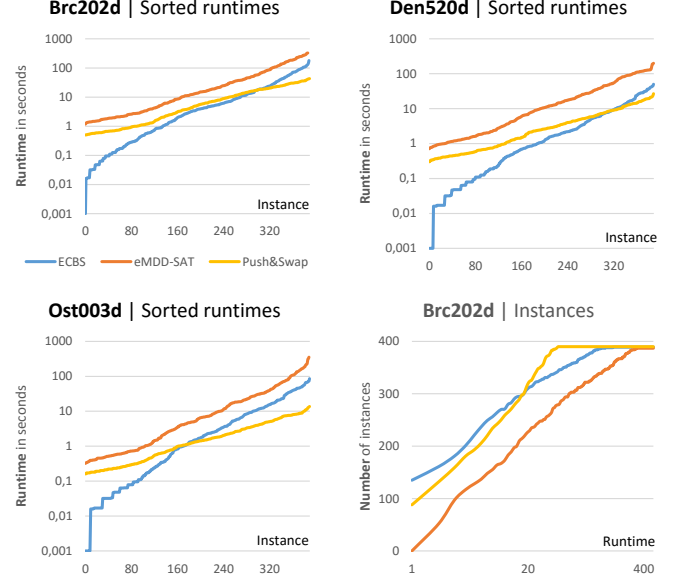 Brc202d | Sorted runtimes
Runtime in seconds
1000
100
10
1
0,1
0,01
0,001
0 80 160 240 320
Instance
ECBS eMDD-SAT Push&Swap
Den520d | Sorted runtimes
Runtime in seconds
1000
100
10
1
0,1
0,01
0,001
0 80 160 240 320
Instance
Ost003d | Sorted runtimes
Runtime in seconds
1000
100
10
1
0,1
0,01
0,001
0 80 160 240 320
Instance
Brc202d | Instances
Number of instances
400
300
200
100
0
1 20 400
Runtime